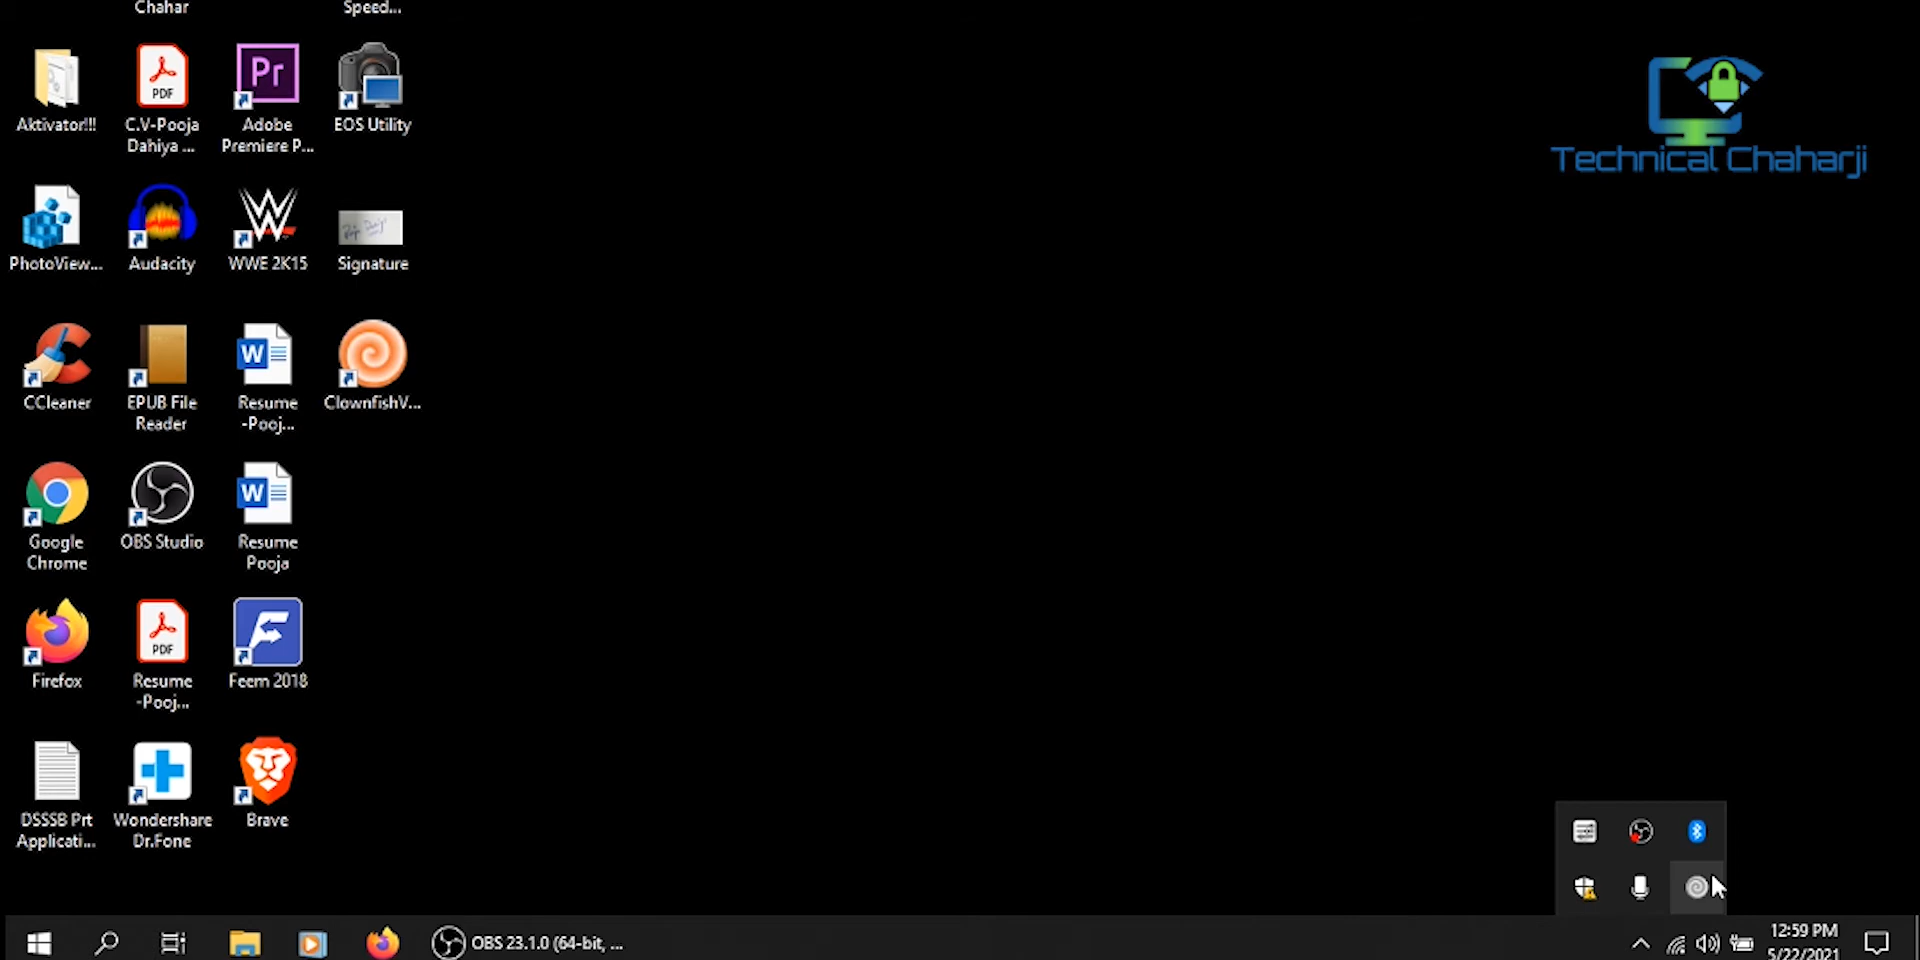 Chahar
Speed...
Aktivator!!!
PDF
C.V-Pooja
Dahiya ...
Pr
Adobe
Premiere P...
EOS Utility
Technical Chaharji
PhotoView...
Audacity
WWE 2K15
Signature
CCleaner
EPUB File
Reader
W
Resume
-Pooj...
ClownfishV...
Google
Chrome
OBS Studio
W
Resume
Pooja
Firefox
PDF
Resume
-Pooj...
Feem 2018
DSSSB Prt
Applicati...
Wondershare
Dr.Fone
Brave
OBS 23.1.0 (64-bit, ...
12:59 PM
5/22/2021